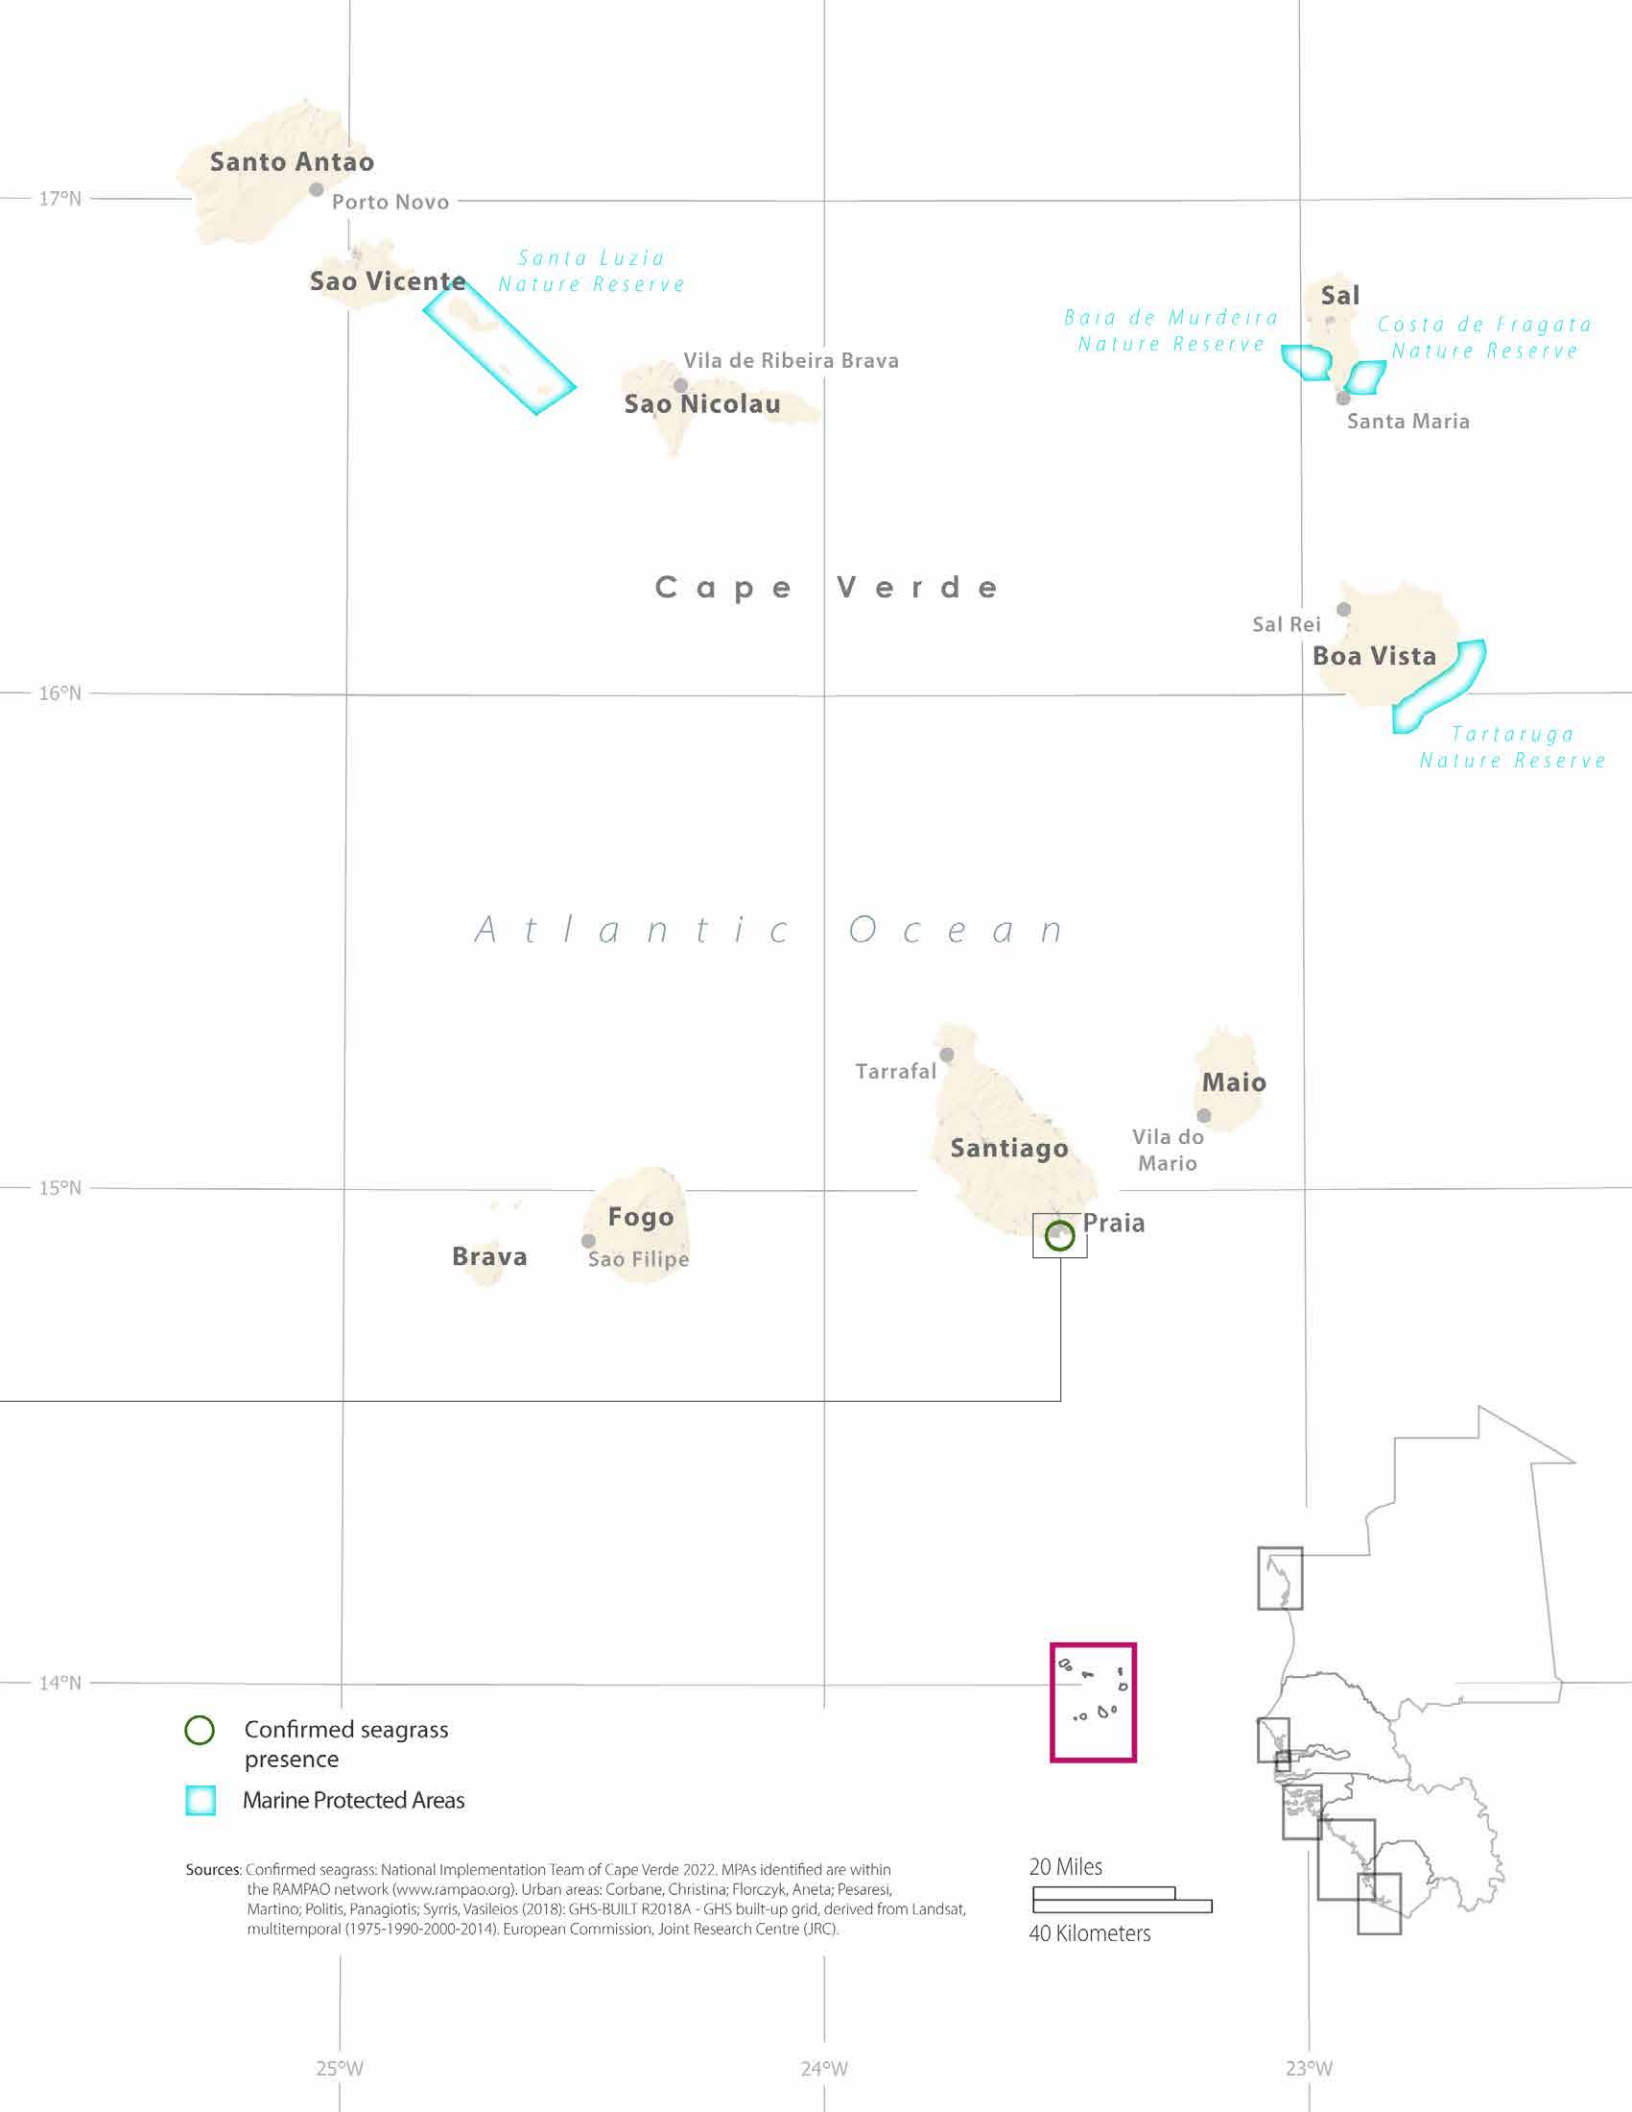 Santo Antao
17°N
Porto Novo
Santa Luzia
Nature Reserve
Sao Vicente
Sal
Baia de Murdeira
Nature Reserve
Costa de Fragata
Nature Reserve
Vila de Ribeira Brava
Sao Nicolau
Santa Maria
Cape Verde
Sal Rei
Boa Vista
16°N
Tartaruga
Nature Reserve
Atlantic Ocean
Tarrafal
Maio
Vila do
Mario
Santiago
15°N
Fogo
Praia
Brava
Sao Filipe
14°N
Confirmed seagrass
presence
Marine Protected Areas
Sources: Confirmed seagrass: National Implementation Team of Cape Verde 2022. MPAs identified are within
the RAMPAO network (www.rampao.org). Urban areas: Corbane, Christina; Florczyk, Aneta; Pesaresi,
Martino; Politis, Panagiotis; Syrris, Vasileios (2018): GHS-BUILT R2018A - GHS built-up grid, derived from Landsat,
multitemporal (1975-1990-2000-2014). European Commission, Joint Research Centre (JRC).
20 Miles
40 Kilometers
25°W
24°W
23°W